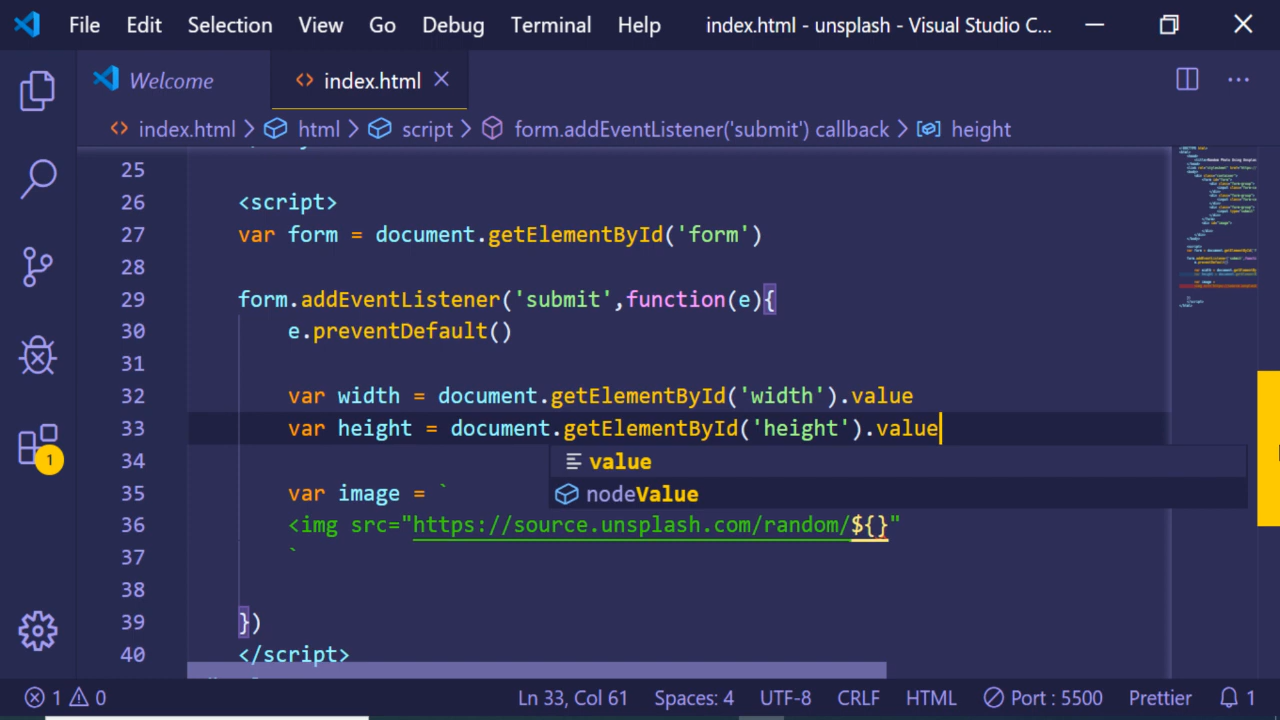 File Edit Selection View Go Debug Terminal Help index.html - unsplash - Visual Studio C...
Welcome index.html
index.html html script form.addEventListener('submit') callback height
25
26 <script>
27 var form = document.getElementById('form')
28
29 form.addEventListener('submit',function(e){
30 e.preventDefault()
31
32 var width = document.getElementById('width').value
33 var height = document.getElementById('height').value
34 value
35 var image = ` nodeValue
36 <img src="https://source.unsplash.com/random/${}"
37 `
38
39 })
40 </script>
1
1 0 Ln 33, Col 61 Spaces: 4 UTF-8 CRLF HTML Port : 5500 Prettier 1